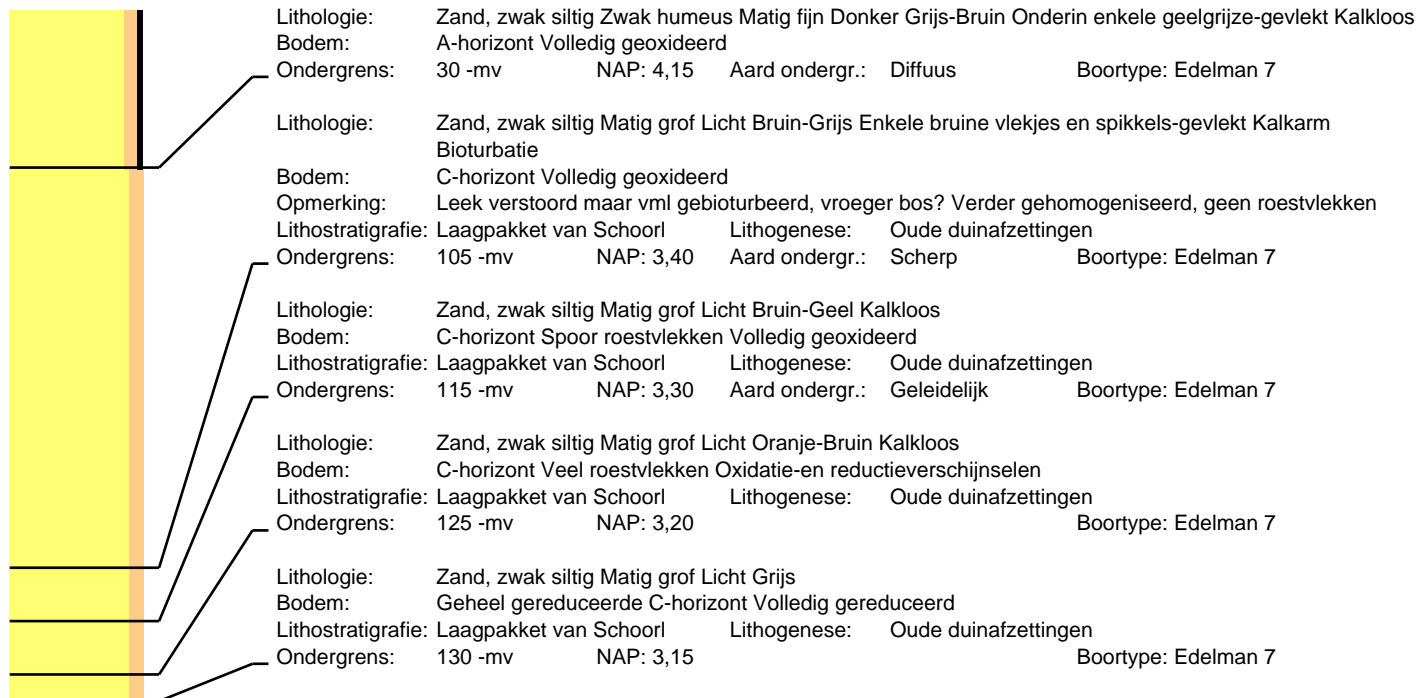 Lithologie: Zand, zwak siltig Zwak humeus Matig fijn Donker Grijs-Bruin Onderin enkele geelgrijze-gevlekt Kalkloos
Bodem: A-horizont Volledig geoxideerd
Ondergrens: 30 -mv NAP: 4,15 Aard ondergr.: Diffuus Boortype: Edelman 7
Lithologie: Zand, zwak siltig Matig grof Licht Bruin-Grijs Enkele bruine vlekjes en spikkels-gevlekt Kalkarm
Bioturbatie
Bodem: C-horizont Volledig geoxideerd
Opmerking: Leek verstoord maar vml gebioturbeerd, vroeger bos? Verder gehomogeniseerd, geen roestvlekken
Lithostratigrafie: Laagpakket van Schoorl Lithogenese: Oude duinafzettingen
Ondergrens: 105 -mv NAP: 3,40 Aard ondergr.: Scherp Boortype: Edelman 7
Lithologie: Zand, zwak siltig Matig grof Licht Bruin-Geel Kalkloos
Bodem: C-horizont Spoor roestvlekken Volledig geoxideerd
Lithostratigrafie: Laagpakket van Schoorl Lithogenese: Oude duinafzettingen
Ondergrens: 115 -mv NAP: 3,30 Aard ondergr.: Geleidelijk Boortype: Edelman 7
Lithologie: Zand, zwak siltig Matig grof Licht Oranje-Bruin Kalkloos
Bodem: C-horizont Veel roestvlekken Oxidatie-en reductieverschijnselen
Lithostratigrafie: Laagpakket van Schoorl Lithogenese: Oude duinafzettingen
Ondergrens: 125 -mv NAP: 3,20 Boortype: Edelman 7
Lithologie: Zand, zwak siltig Matig grof Licht Grijs
Bodem: Geheel gereduceerde C-horizont Volledig gereduceerd
Lithostratigrafie: Laagpakket van Schoorl Lithogenese: Oude duinafzettingen
Ondergrens: 130 -mv NAP: 3,15 Boortype: Edelman 7